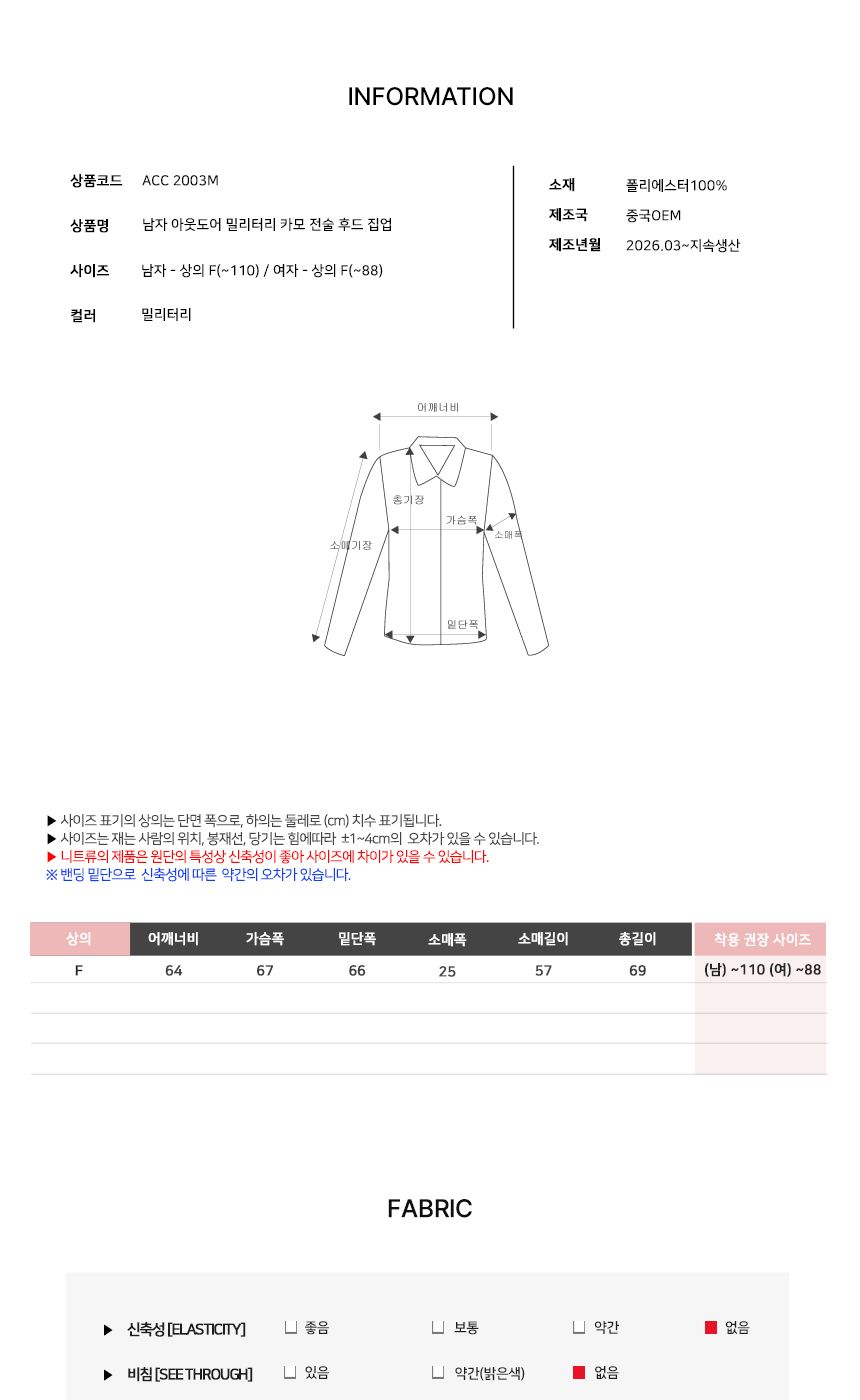 INFORMATION
상품코드 ACC 2003M
상품명 남자 아웃도어 밀리터리 카모 전술 후드 집업
사이즈 남자 - 상의 F(~110) / 여자 - 상의 F(~88)
컬러 밀리터리
소재 폴리에스터100%
제조국 중국OEM
제조년월 2026.03~지속생산
어깨너비
총기장
가슴폭
소매폭
소매기장
밑단폭
▶ 사이즈 표기의 상의는 단면 폭으로, 하의는 둘레로 (cm) 치수 표기됩니다.
▶ 사이즈는 재는 사람의 위치, 봉재선, 당기는 힘에따라 ±1~4cm의 오차가 있을 수 있습니다.
▶ 니트류의 제품은 원단의 특성상 신축성이 좋아 사이즈에 차이가 있을 수 있습니다.
※ 밴딩 밑단으로 신축성에 따른 약간의 오차가 있습니다.
상의 어깨너비 가슴폭 밑단폭 소매폭 소매길이 총길이 착용 권장 사이즈
F 64 67 66 25 57 69 (남) ~110 (여) ~88
FABRIC
▶ 신축성 [ELASTICITY] 좋음 보통 약간 없음
▶ 비침 [SEE THROUGH] 있음 약간(밝은색) 없음